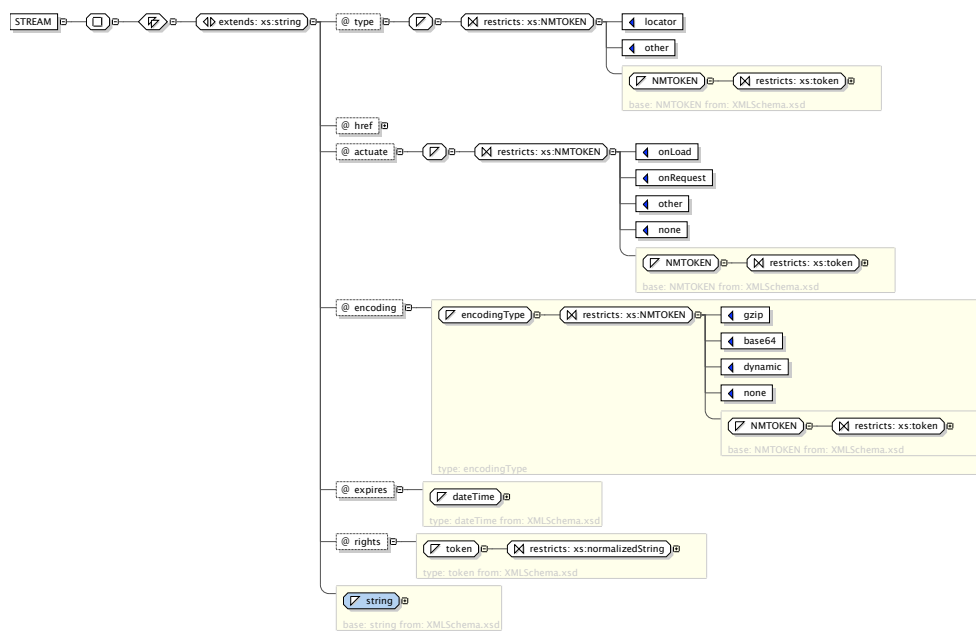 STREAM
extends: xs:string
@ type
restricts: xs:NMTOKEN
locator
other
NMTOKEN
restricts: xs:token
base: NMTOKEN from: XMLSchema.xsd
@ href
@ actuate
restricts: xs:NMTOKEN
onLoad
onRequest
other
none
NMTOKEN
restricts: xs:token
base: NMTOKEN from: XMLSchema.xsd
@ encoding
encodingType
restricts: xs:NMTOKEN
gzip
base64
dynamic
none
NMTOKEN
restricts: xs:token
base: NMTOKEN from: XMLSchema.xsd
type: encodingType
@ expires
dateTime
type: dateTime from: XMLSchema.xsd
@ rights
token
restricts: xs:normalizedString
type: token from: XMLSchema.xsd
string
base: string from: XMLSchema.xsd